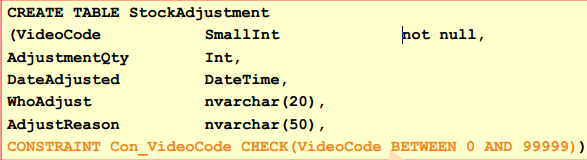 CREATE TABLE StockAdjustment
(VideoCode SmallInt not null,
AdjustmentQty Int,
DateAdjusted DateTime,
WhoAdjust nvarchar(20),
AdjustReason nvarchar(50),
CONSTRAINT Con_VideoCode CHECK(VideoCode BETWEEN 0 AND 99999))